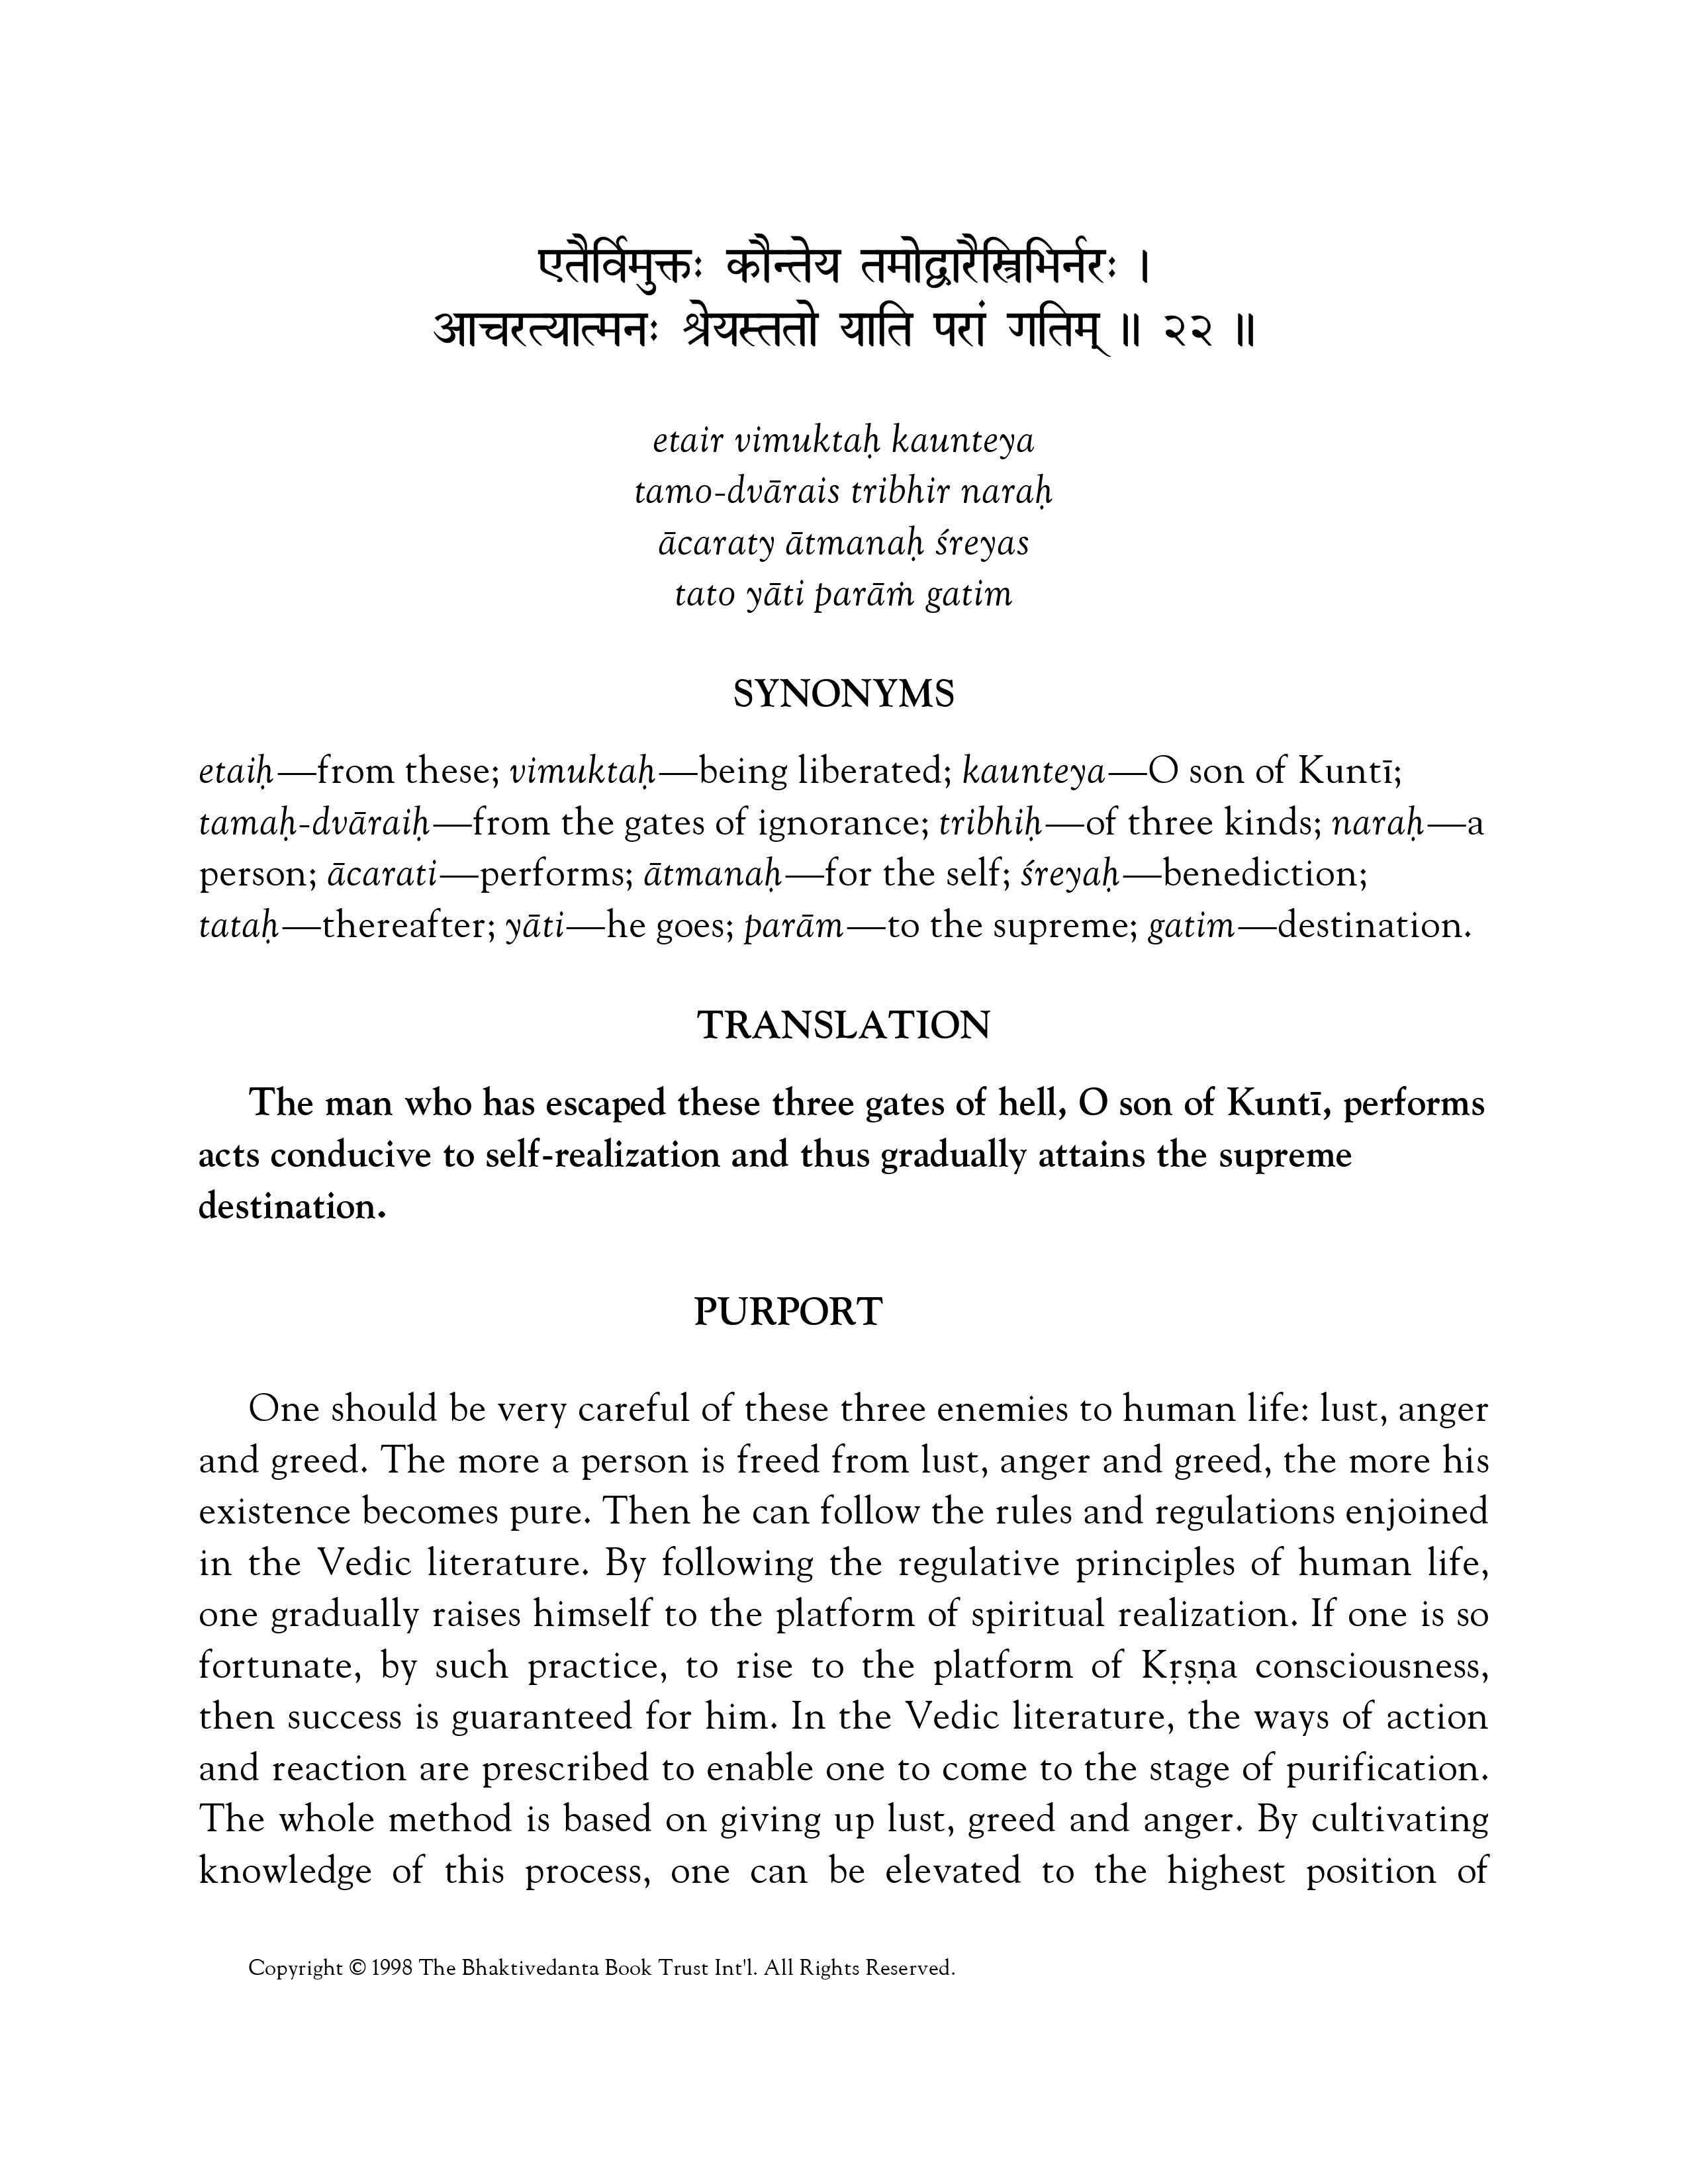 एतैर्विमुक्तः कौन्तेय तमोद्वारैस्त्रिभिर्नरः ।
आचरत्यात्मनः श्रेयस्ततो याति परां गतिम् ॥ २२ ॥
etair vimuktaḥ kaunteya
tamo-dvārais tribhir naraḥ
ācaraty ātmanaḥ śreyas
tato yāti parāṁ gatim
SYNONYMS
etaiḥ—from these; vimuktaḥ—being liberated; kaunteya—O son of Kuntī;
tamaḥ-dvāraiḥ—from the gates of ignorance; tribhiḥ—of three kinds; naraḥ—a
person; ācarati—performs; ātmanaḥ—for the self; śreyaḥ—benediction;
tataḥ—thereafter; yāti—he goes; parām—to the supreme; gatim—destination.
TRANSLATION
The man who has escaped these three gates of hell, O son of Kuntī, performs
acts conducive to self-realization and thus gradually attains the supreme
destination.
PURPORT
One should be very careful of these three enemies to human life: lust, anger
and greed. The more a person is freed from lust, anger and greed, the more his
existence becomes pure. Then he can follow the rules and regulations enjoined
in the Vedic literature. By following the regulative principles of human life,
one gradually raises himself to the platform of spiritual realization. If one is so
fortunate, by such practice, to rise to the platform of Kṛṣṇa consciousness,
then success is guaranteed for him. In the Vedic literature, the ways of action
and reaction are prescribed to enable one to come to the stage of purification.
The whole method is based on giving up lust, greed and anger. By cultivating
knowledge of this process, one can be elevated to the highest position of
Copyright © 1998 The Bhaktivedanta Book Trust Int'l. All Rights Reserved.